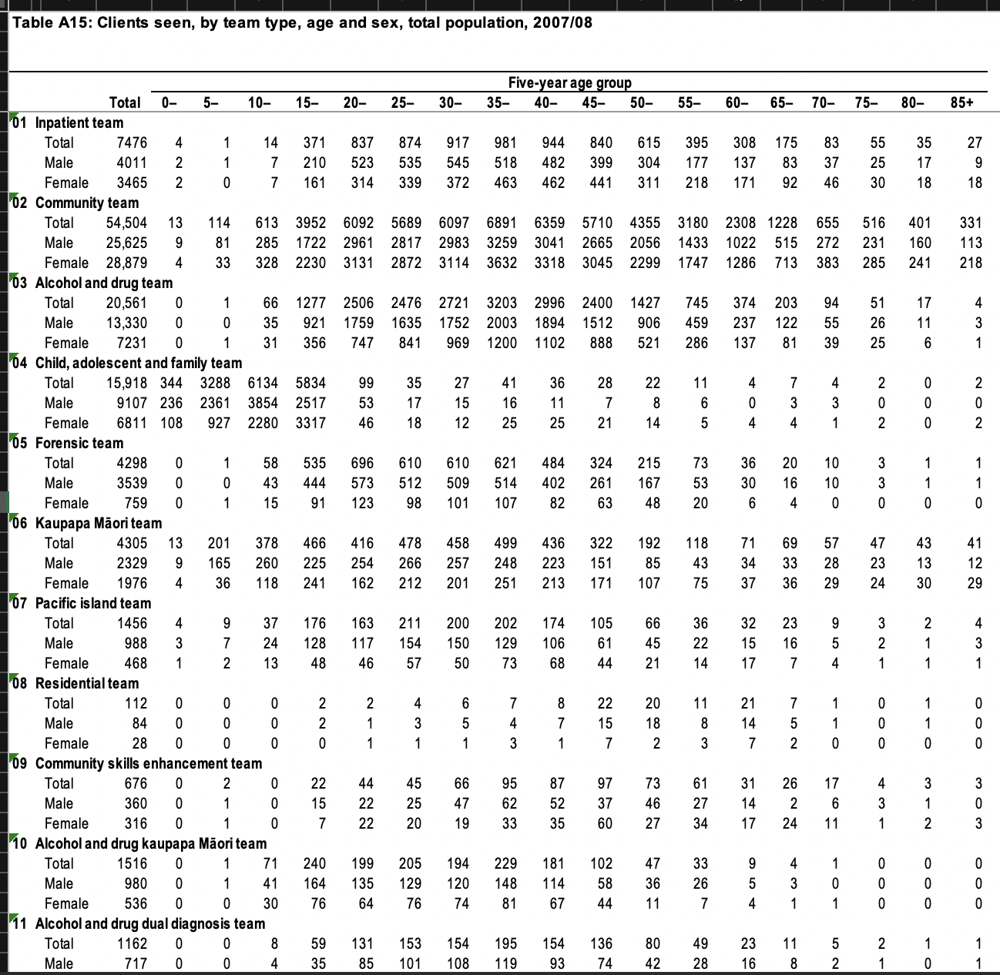 Table A15: Clients seen, by team type, age and sex, total population, 2007/08
Five-year age group
Total 0– 5– 10– 15– 20– 25– 30– 35– 40– 45– 50– 55– 60– 65– 70– 75– 80– 85+
01 Inpatient team
Total 7476 4 1 14 371 837 874 917 981 944 840 615 395 308 175 83 55 35 27
Male 4011 2 1 7 210 523 535 545 518 482 399 304 177 137 83 37 25 17 9
Female 3465 2 0 7 161 314 339 372 463 462 441 311 218 171 92 46 30 18 18
02 Community team
Total 54,504 13 114 613 3952 6092 5689 6097 6891 6359 5710 4355 3180 2308 1228 655 516 401 331
Male 25,625 9 81 285 1722 2961 2817 2983 3259 3041 2665 2056 1433 1022 515 272 231 160 113
Female 28,879 4 33 328 2230 3131 2872 3114 3632 3318 3045 2299 1747 1286 713 383 285 241 218
03 Alcohol and drug team
Total 20,561 0 1 66 1277 2506 2476 2721 3203 2996 2400 1427 745 374 203 94 51 17 4
Male 13,330 0 0 35 921 1759 1635 1752 2003 1894 1512 906 459 237 122 55 26 11 3
Female 7231 0 1 31 356 747 841 969 1200 1102 888 521 286 137 81 39 25 6 1
04 Child, adolescent and family team
Total 15,918 344 3288 6134 5834 99 35 27 41 36 28 22 11 4 7 4 2 0 2
Male 9107 236 2361 3854 2517 53 17 15 16 11 7 8 6 0 3 3 0 0 0
Female 6811 108 927 2280 3317 46 18 12 25 25 21 14 5 4 4 1 2 0 2
05 Forensic team
Total 4298 0 1 58 535 696 610 610 621 484 324 215 73 36 20 10 3 1 1
Male 3539 0 0 43 444 573 512 509 514 402 261 167 53 30 16 10 3 1 1
Female 759 0 1 15 91 123 98 101 107 82 63 48 20 6 4 0 0 0 0
06 Kaupapa Māori team
Total 4305 13 201 378 466 416 478 458 499 436 322 192 118 71 69 57 47 43 41
Male 2329 9 165 260 225 254 266 257 248 223 151 85 43 34 33 28 23 13 12
Female 1976 4 36 118 241 162 212 201 251 213 171 107 75 37 36 29 24 30 29
07 Pacific island team
Total 1456 4 9 37 176 163 211 200 202 174 105 66 36 32 23 9 3 2 4
Male 988 3 7 24 128 117 154 150 129 106 61 45 22 15 16 5 2 1 3
Female 468 1 2 13 48 46 57 50 73 68 44 21 14 17 7 4 1 1 1
08 Residential team
Total 112 0 0 0 2 2 4 6 7 8 22 20 11 21 7 1 0 1 0
Male 84 0 0 0 2 1 3 5 4 7 15 18 8 14 5 1 0 1 0
Female 28 0 0 0 0 1 1 1 3 1 7 2 3 7 2 0 0 0 0
09 Community skills enhancement team
Total 676 0 2 0 22 44 45 66 95 87 97 73 61 31 26 17 4 3 3
Male 360 0 1 0 15 22 25 47 62 52 37 46 27 14 2 6 3 1 0
Female 316 0 1 0 7 22 20 19 33 35 60 27 34 17 24 11 1 2 3
10 Alcohol and drug kaupapa Māori team
Total 1516 0 1 71 240 199 205 194 229 181 102 47 33 9 4 1 0 0 0
Male 980 0 1 41 164 135 129 120 148 114 58 36 26 5 3 0 0 0 0
Female 536 0 0 30 76 64 76 74 81 67 44 11 7 4 1 1 0 0 0
11 Alcohol and drug dual diagnosis team
Total 1162 0 0 8 59 131 153 154 195 154 136 80 49 23 11 5 2 1 1
Male 717 0 0 4 35 85 101 108 119 93 74 42 28 16 8 2 1 0 1